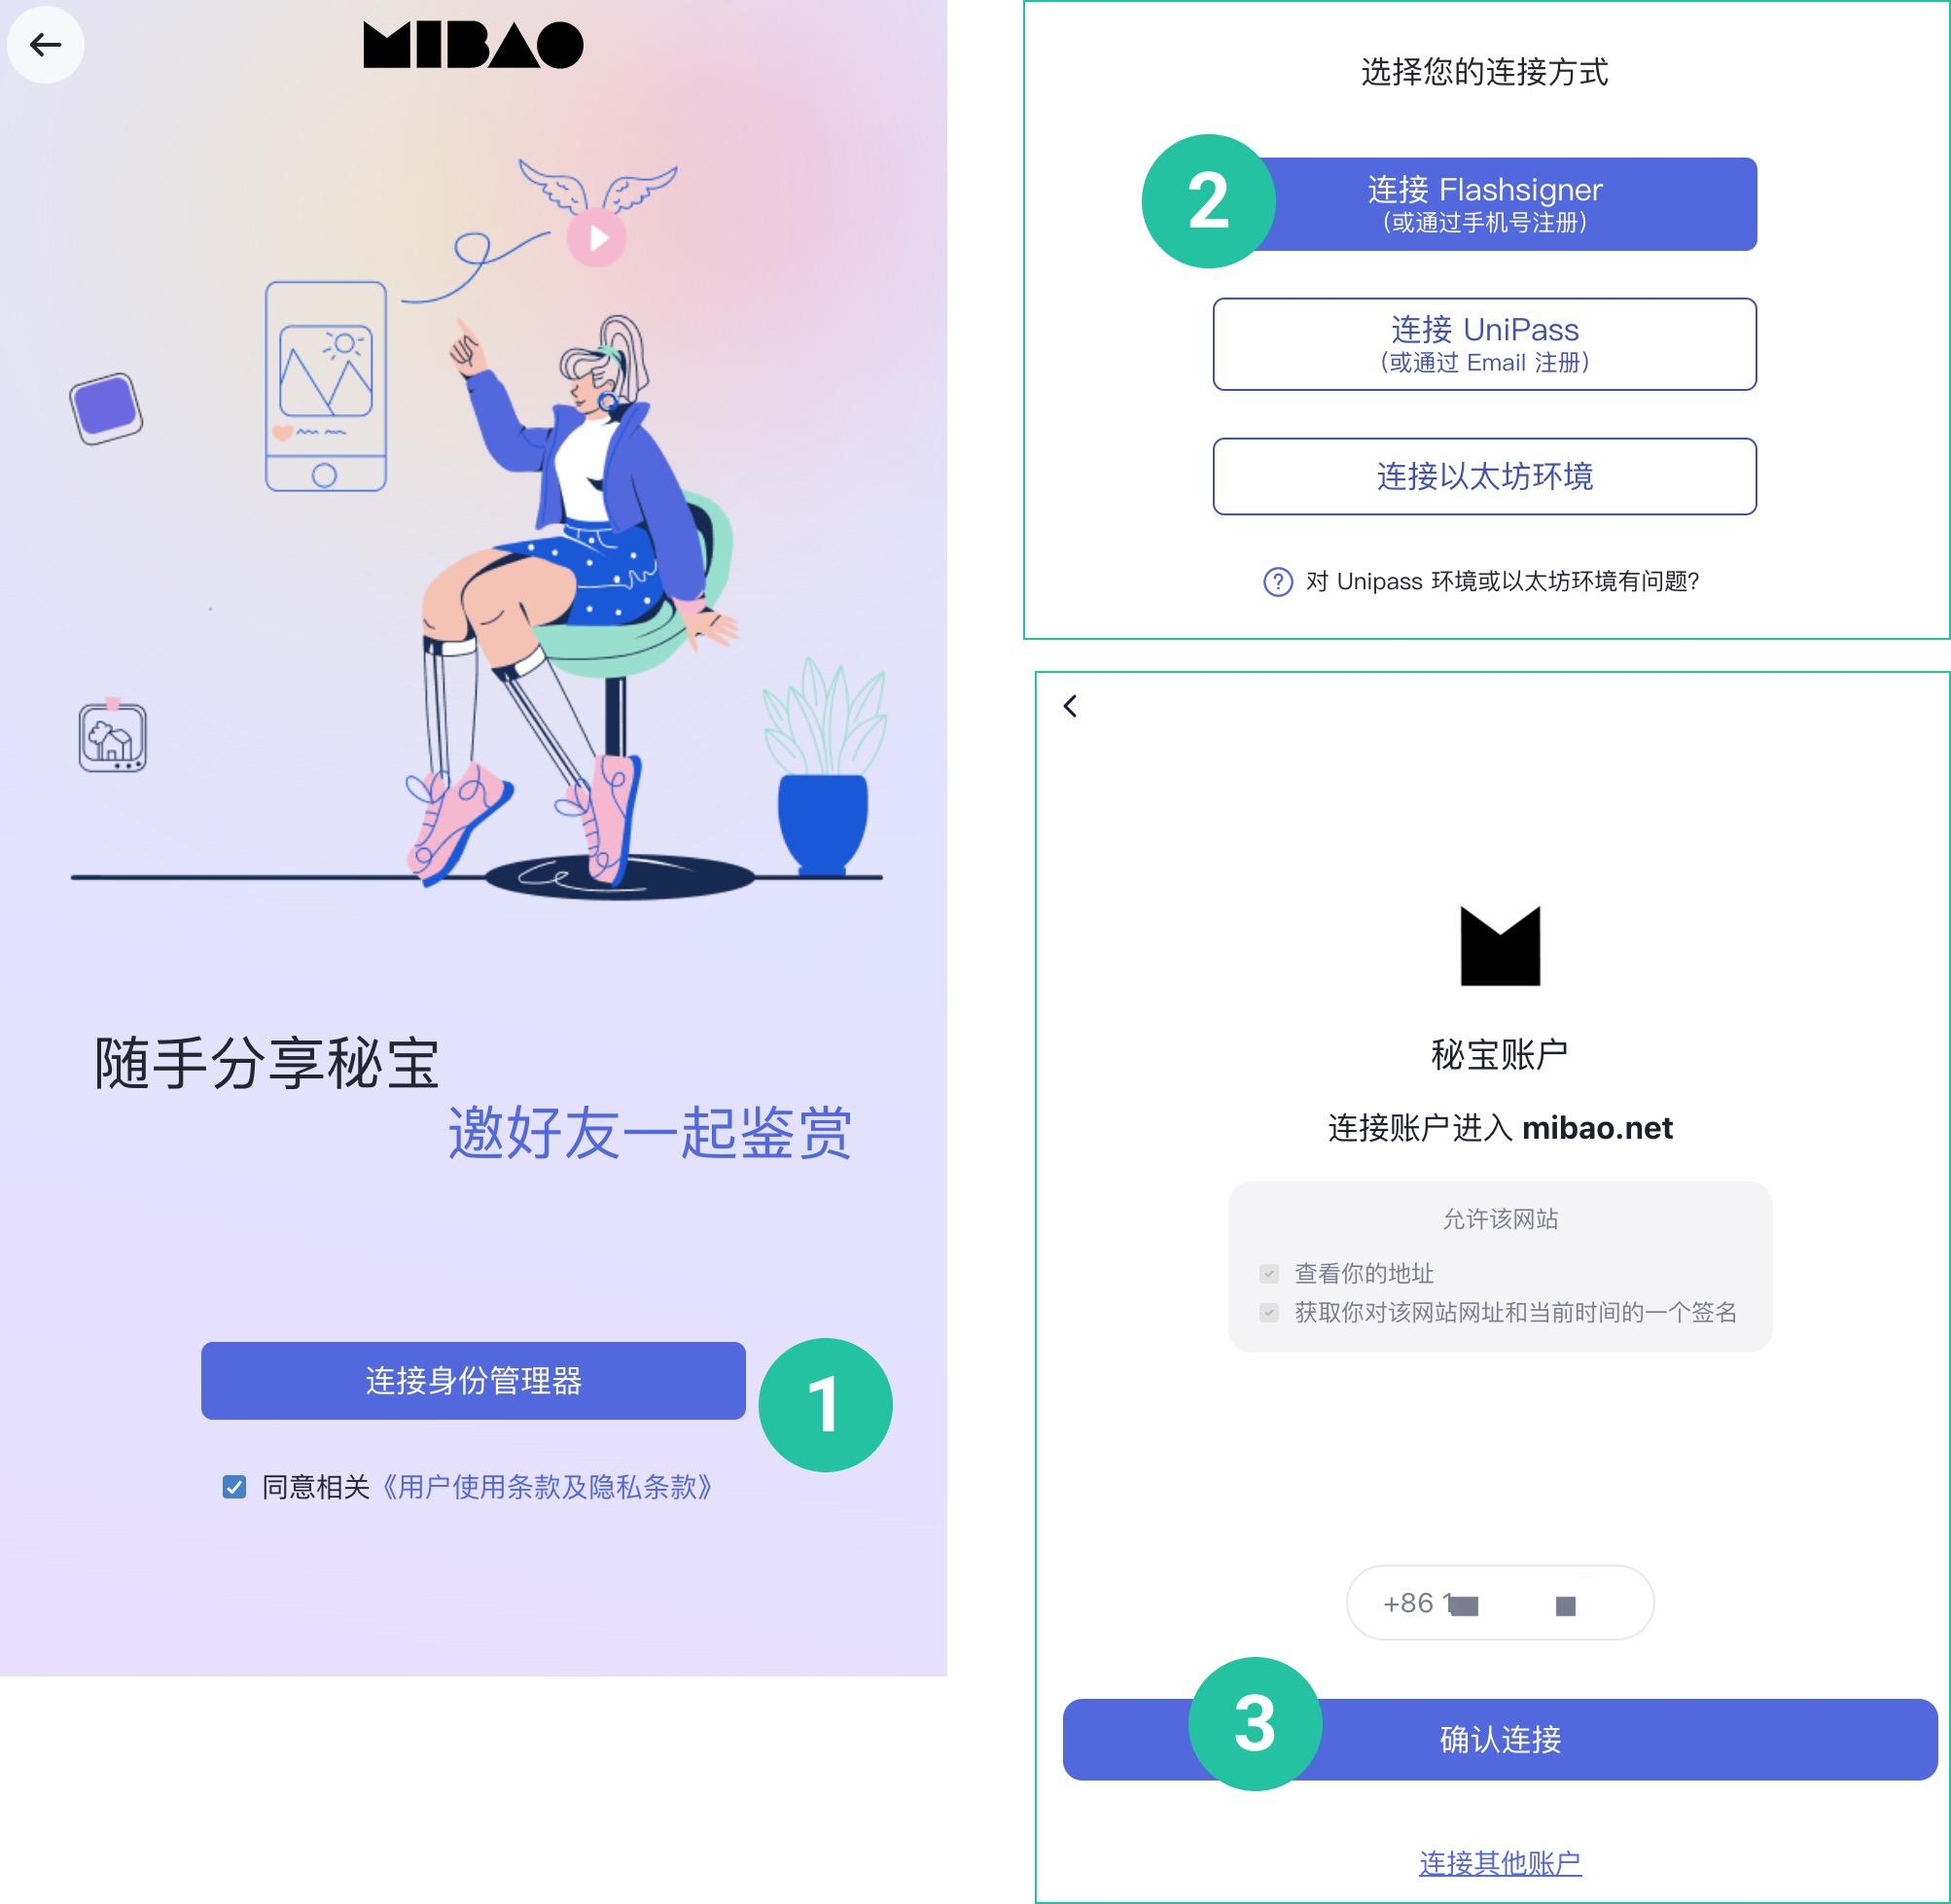 MIBAO
随手分享秘宝
邀好友一起鉴赏
连接身份管理器
1
同意相关《用户使用条款及隐私条款》
选择您的连接方式
2
连接 Flashsigner
(或通过手机号注册)
连接 UniPass
(或通过 Email 注册)
连接以太坊环境
对 Unipass 环境或以太坊环境有问题?
秘宝账户
连接账户进入 mibao.net
允许该网站
查看你的地址
获取你对该网站网址和当前时间的一个签名
+86 1
3
确认连接
连接其他账户